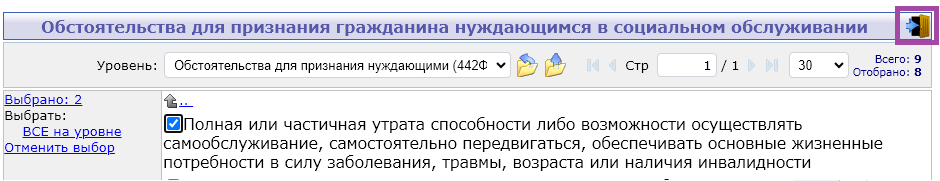 Обстоятельства для признания гражданина нуждающимся в социальном обслуживании
Уровень: Обстоятельства для признания нуждающими (442Ф Стр 1 / 1 30 Всего: 9
Отобрано: 8
Выбрано: 2
Выбрать:
ВСЕ на уровне
Отменить выбор
..
Полная или частичная утрата способности либо возможности осуществлять
самообслуживание, самостоятельно передвигаться, обеспечивать основные жизненные
потребности в силу заболевания, травмы, возраста или наличия инвалидности